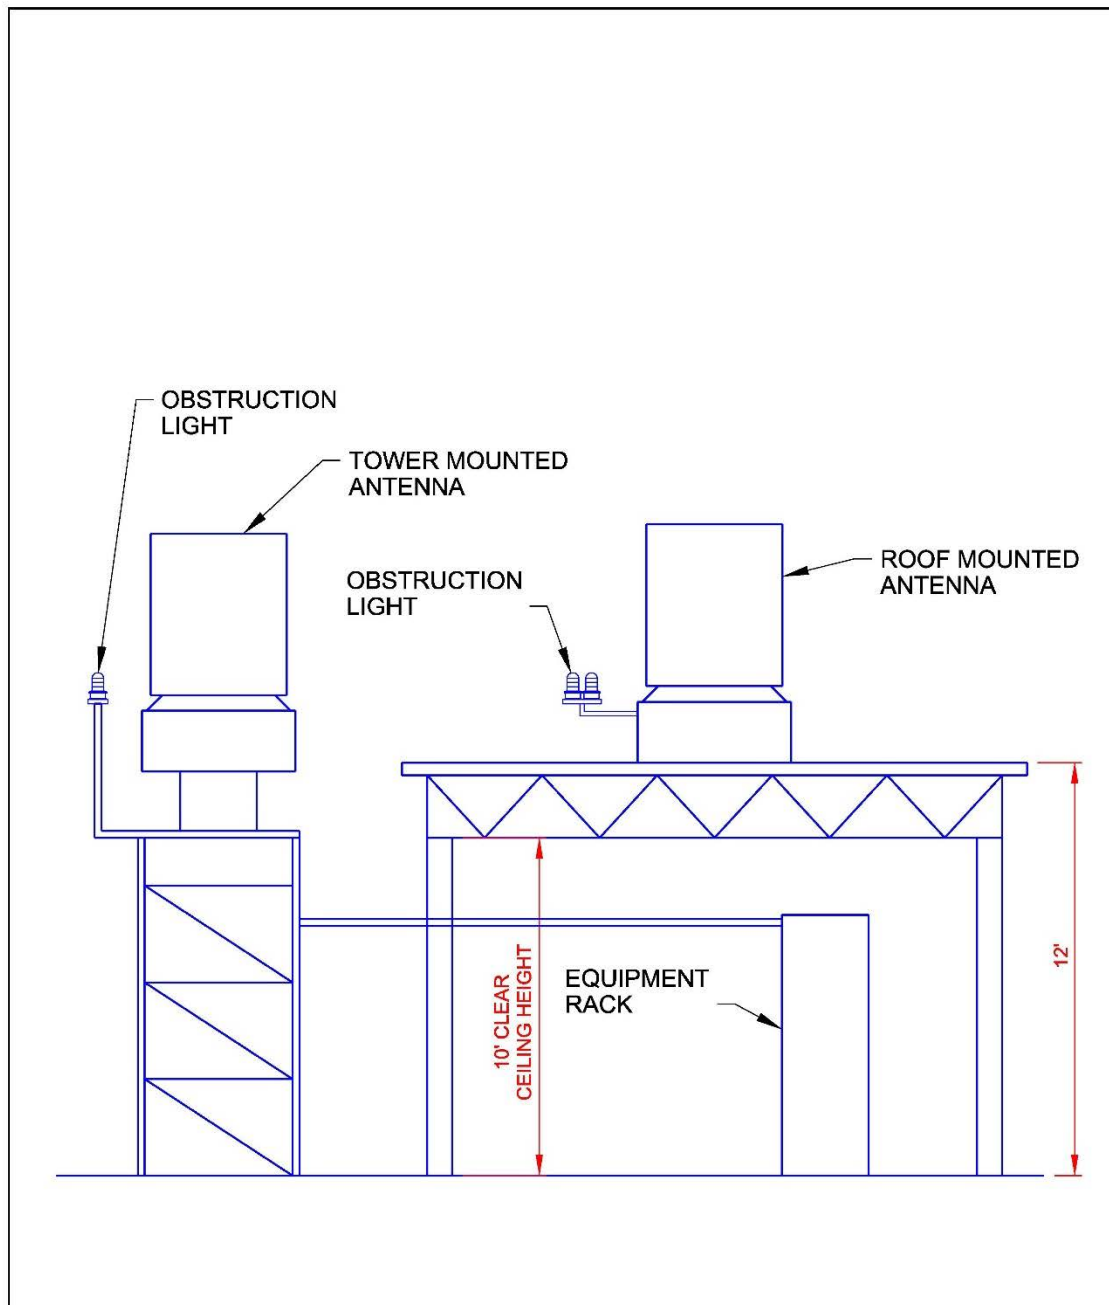 OBSTRUCTION
LIGHT
TOWER MOUNTED
ANTENNA
OBSTRUCTION
LIGHT
ROOF MOUNTED
ANTENNA
10' CLEAR
CEILING HEIGHT
EQUIPMENT
RACK
12'